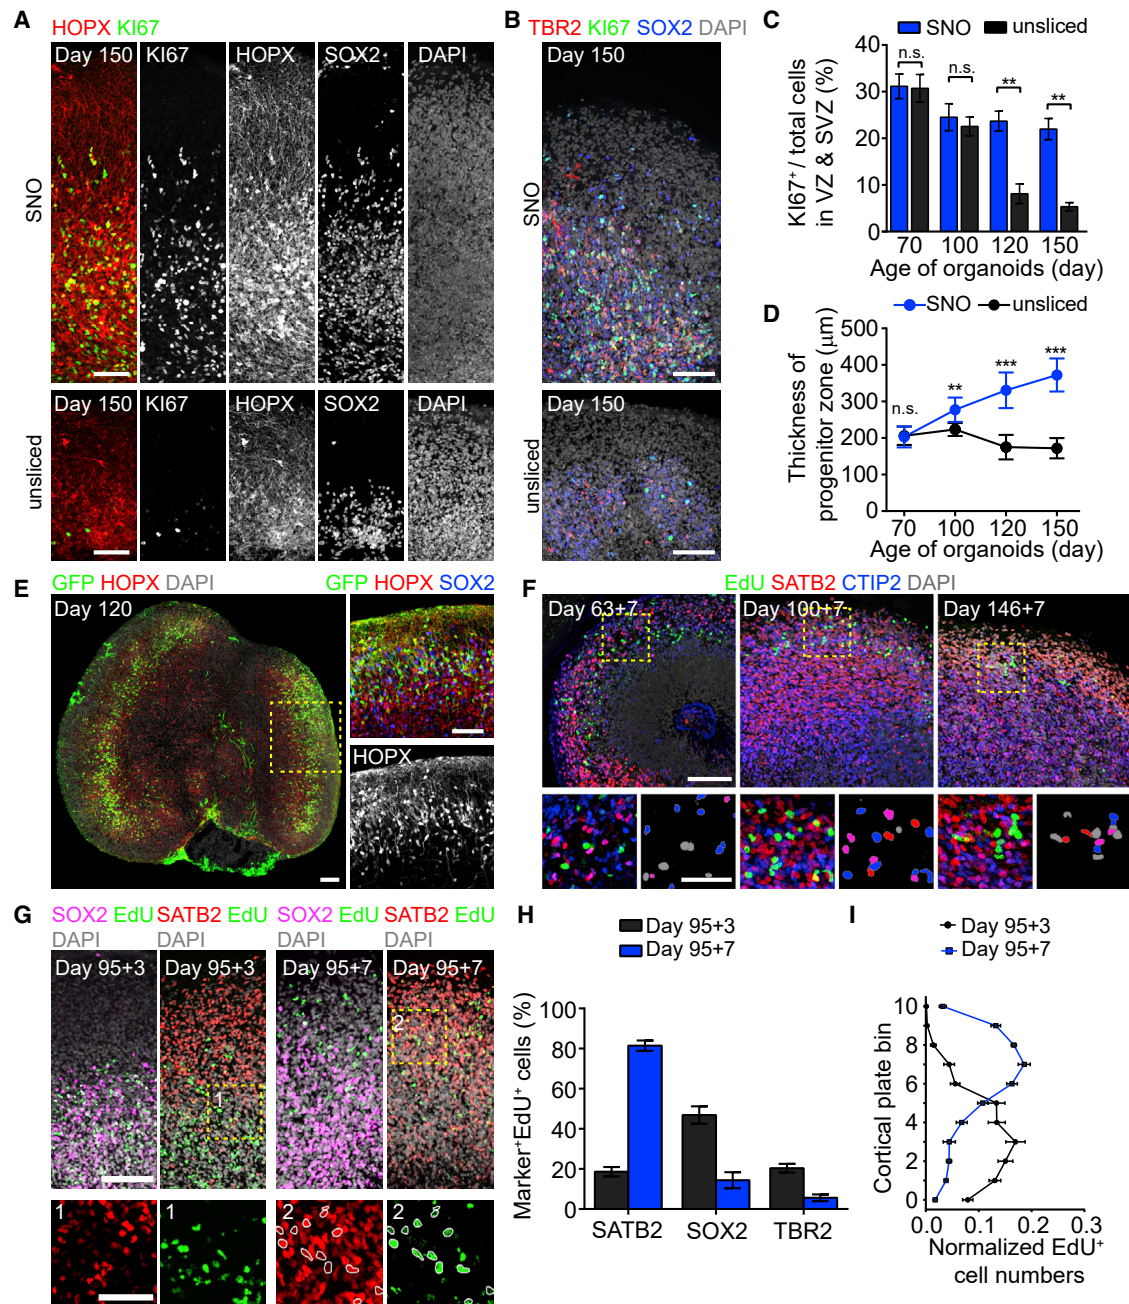 A
HOPX KI67
Day 150
KI67
HOPX
SOX2
DAPI
SNO
Day 150
KI67
HOPX
SOX2
DAPI
unsliced
B
TBR2 KI67 SOX2 DAPI
Day 150
SNO
Day 150
unsliced
C
SNO
unsliced
KI67⁺ / total cells
in VZ & SVZ (%)
40
30
20
10
0
n.s.
n.s.
**
**
70 100 120 150
Age of organoids (day)
D
SNO
unsliced
Thickness of
progenitor zone (μm)
500
400
300
200
100
0
n.s.
**
***
***
70 100 120 150
Age of organoids (day)
E
GFP HOPX DAPI
Day 120
GFP HOPX SOX2
HOPX
F
EdU SATB2 CTIP2 DAPI
Day 63+7
Day 100+7
Day 146+7
G
SOX2 EdU
DAPI
SATB2 EdU
DAPI
SOX2 EdU
DAPI
SATB2 EdU
DAPI
Day 95+3
Day 95+3
Day 95+7
Day 95+7
1
2
1
1
2
2
H
Day 95+3
Day 95+7
Marker⁺EdU⁺ cells (%)
100
80
60
40
20
0
SATB2 SOX2 TBR2
I
Day 95+3
Day 95+7
Cortical plate bin
10
8
6
4
2
0
0.0 0.1 0.2 0.3
Normalized EdU⁺
cell numbers